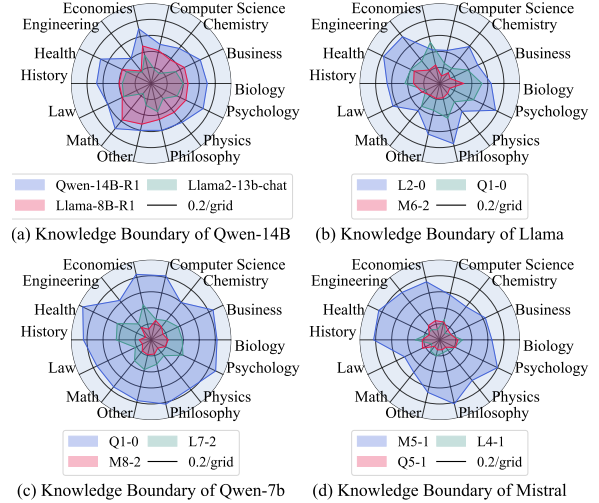 Economics
Computer Science
Engineering
Chemistry
Health
Business
History
Biology
Law
Psychology
Math
Physics
Other
Philosophy
Qwen-14B-R1
Llama2-13b-chat
Llama-8B-R1
0.2/grid
(a) Knowledge Boundary of Qwen-14B
Economics
Computer Science
Engineering
Chemistry
Health
Business
History
Biology
Law
Psychology
Math
Physics
Other
Philosophy
L2-0
Q1-0
M6-2
0.2/grid
(b) Knowledge Boundary of Llama
Economics
Computer Science
Engineering
Chemistry
Health
Business
History
Biology
Law
Psychology
Math
Physics
Other
Philosophy
Q1-0
L7-2
M8-2
0.2/grid
(c) Knowledge Boundary of Qwen-7b
Economics
Computer Science
Engineering
Chemistry
Health
Business
History
Biology
Law
Psychology
Math
Physics
Other
Philosophy
M5-1
L4-1
Q5-1
0.2/grid
(d) Knowledge Boundary of Mistral